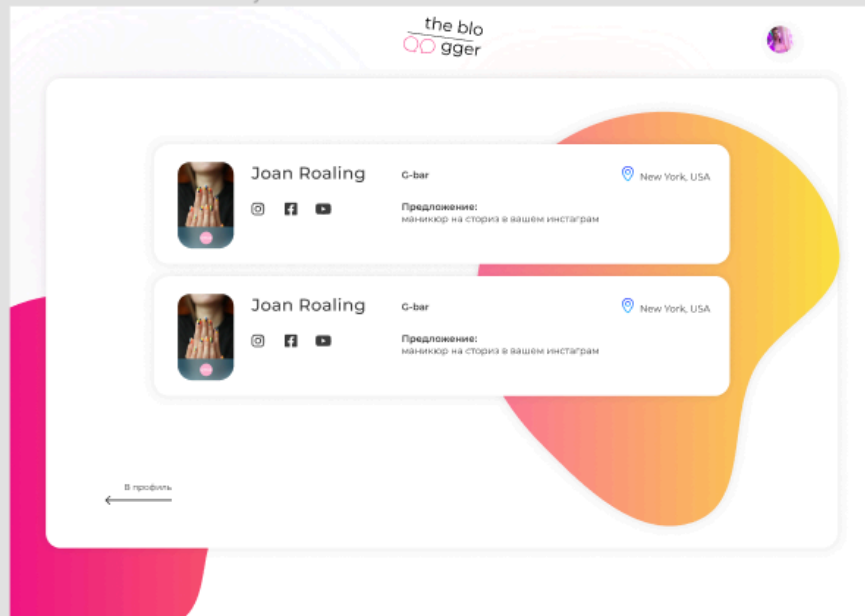 the blo
gger
Joan Roaling
G-bar
New York, USA
Предложение:
маникюр на сториз в вашем инстаграм
Joan Roaling
G-bar
New York, USA
Предложение:
маникюр на сториз в вашем инстаграм
В профиль